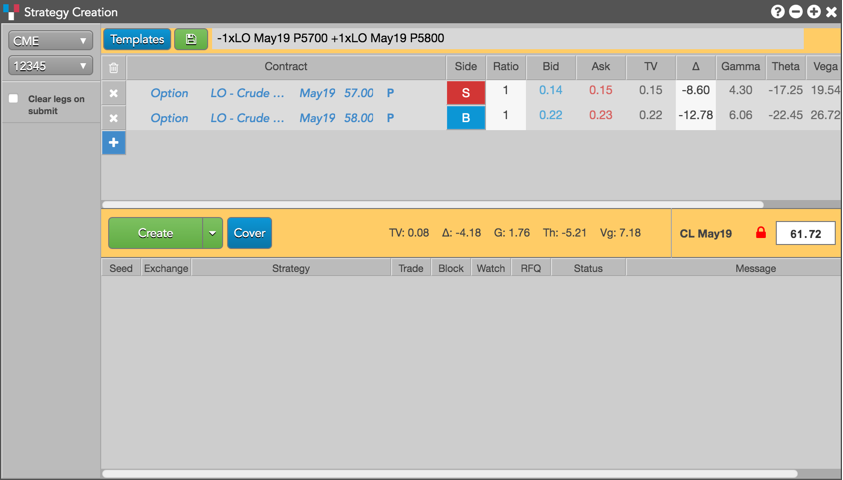 Strategy Creation
CME
12345
Clear legs on
submit
Templates
-1xLO May19 P5700 +1xLO May19 P5800
Contract Side Ratio Bid Ask TV Δ Gamma Theta Vega
Option LO - Crude ... May19 57.00 P S 1 0.14 0.15 0.15 -8.60 4.30 -17.25 19.54
Option LO - Crude ... May19 58.00 P B 1 0.22 0.23 0.22 -12.78 6.06 -22.45 26.72
Create Cover TV: 0.08 Δ: -4.18 G: 1.76 Th: -5.21 Vg: 7.18 CL May19 61.72
Seed Exchange Strategy Trade Block Watch RFQ Status Message